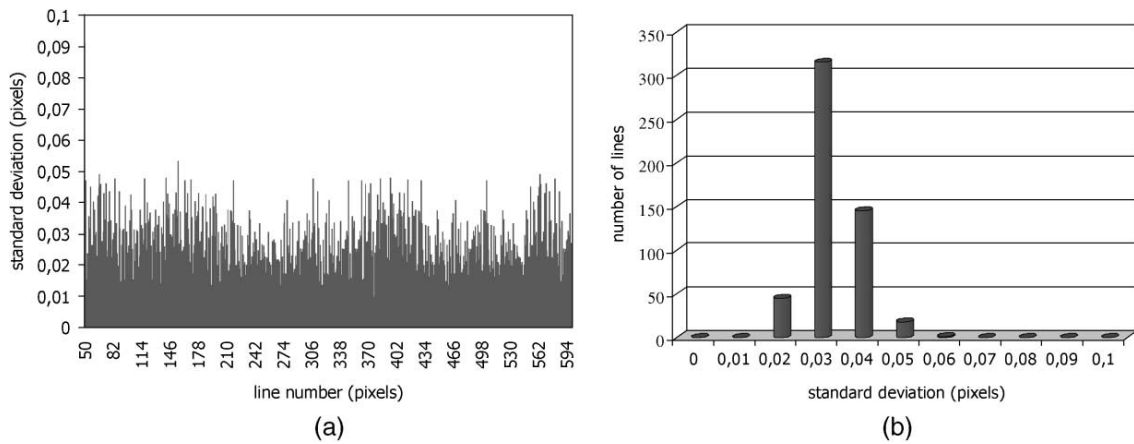 0,1
0,09
0,08
0,07
0,06
0,05
0,04
0,03
0,02
0,01
0
standard deviation (pixels)
50 82 114 146 178 210 242 274 306 338 370 402 434 466 498 530 562 594
line number (pixels)
(a)
350
300
250
200
150
100
50
0
number of lines
0 0,01 0,02 0,03 0,04 0,05 0,06 0,07 0,08 0,09 0,1
standard deviation (pixels)
(b)